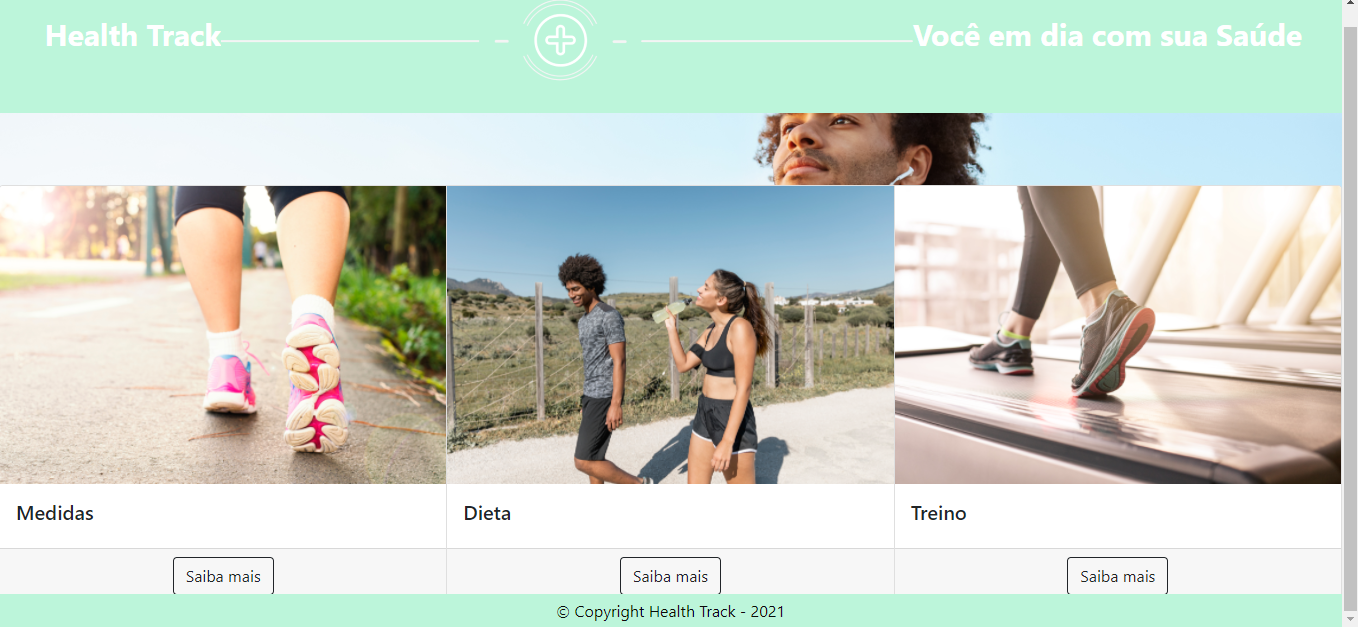 Health Track
Você em dia com sua Saúde
Medidas
Dieta
Treino
Saiba mais
Saiba mais
Saiba mais
© Copyright Health Track - 2021